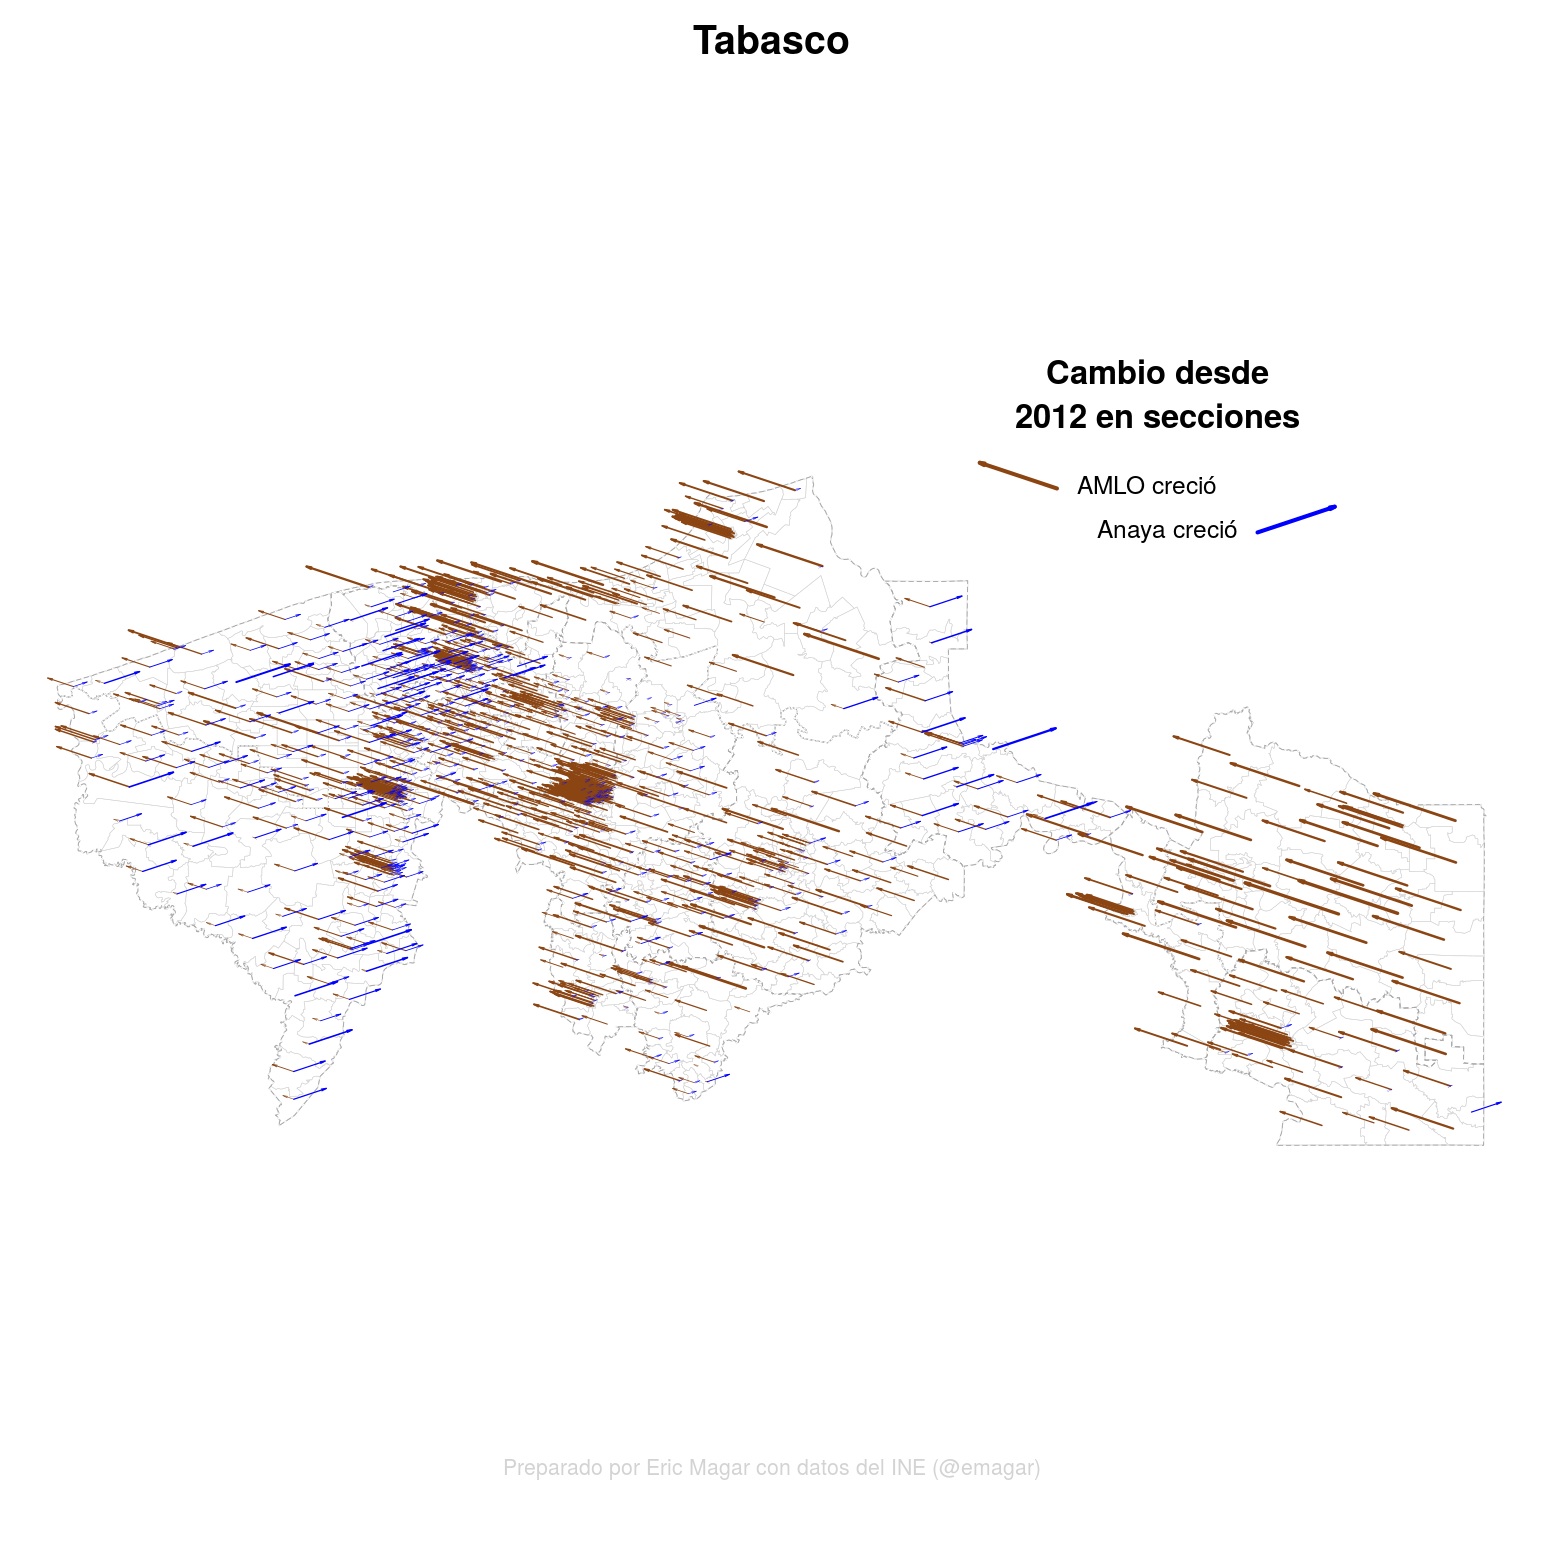 Tabasco
Cambio desde
2012 en secciones
AMLO creció
Anaya creció
Preparado por Eric Magar con datos del INE (@emagar)